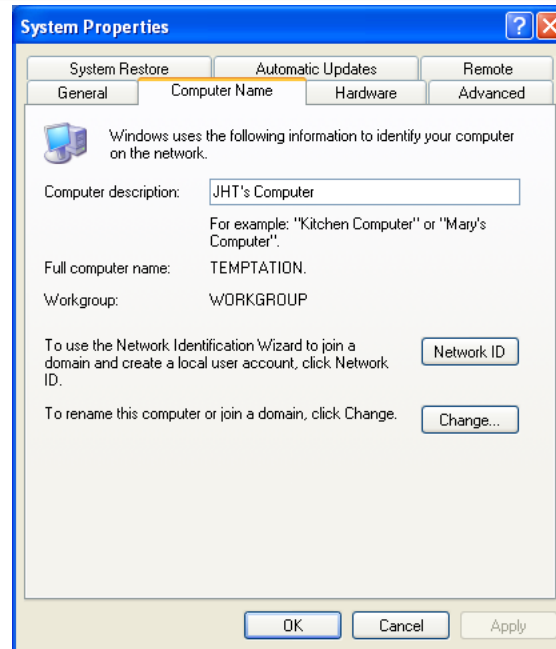 System Properties
System Restore
Automatic Updates
Remote
General
Computer Name
Hardware
Advanced
Windows uses the following information to identify your computer
on the network.
Computer description:
JHT's Computer
For example: "Kitchen Computer" or "Mary's
Computer".
Full computer name:
TEMPTATION.
Workgroup:
WORKGROUP
To use the Network Identification Wizard to join a
domain and create a local user account, click Network
ID.
Network ID
To rename this computer or join a domain, click Change.
Change...
OK
Cancel
Apply